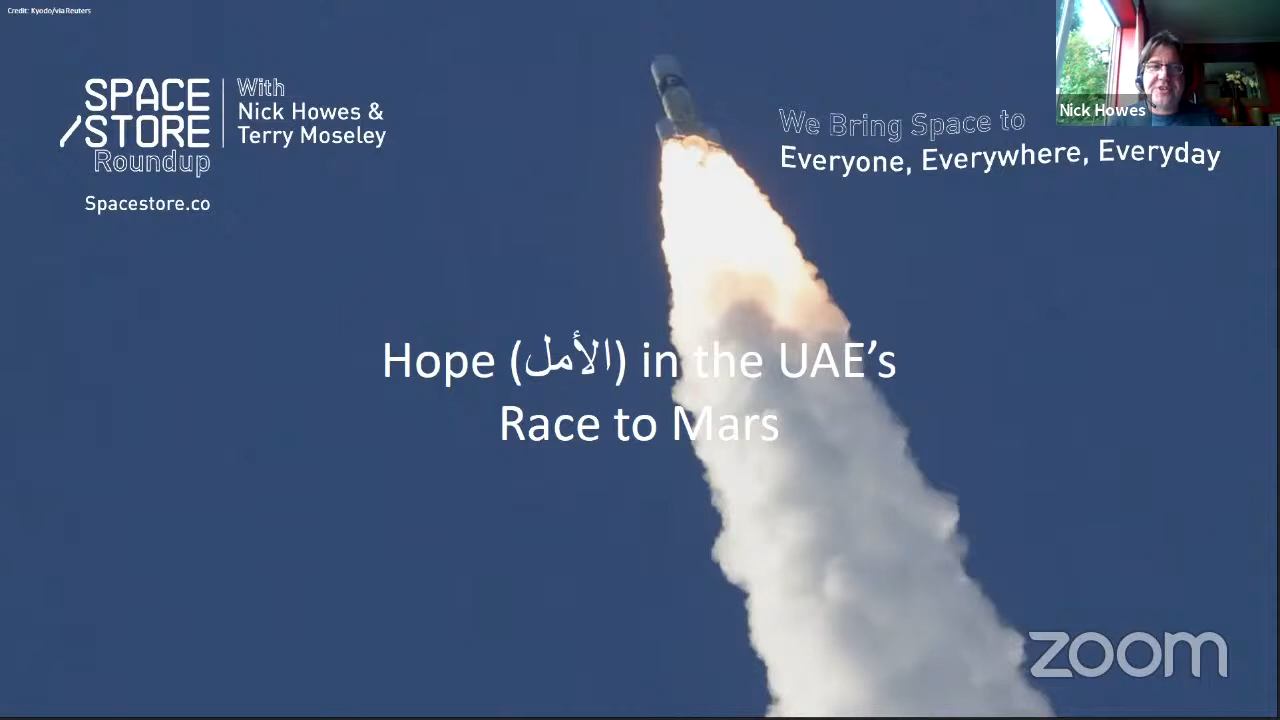 Credit: Kyodo/via Reuters
SPACE
/STORE
Roundup
With
Nick Howes &
Terry Moseley
Spacestore.co
We Bring Space to
Everyone, Everywhere, Everyday
Nick Howes
Hope (الأمل) in the UAE’s
Race to Mars
zoom